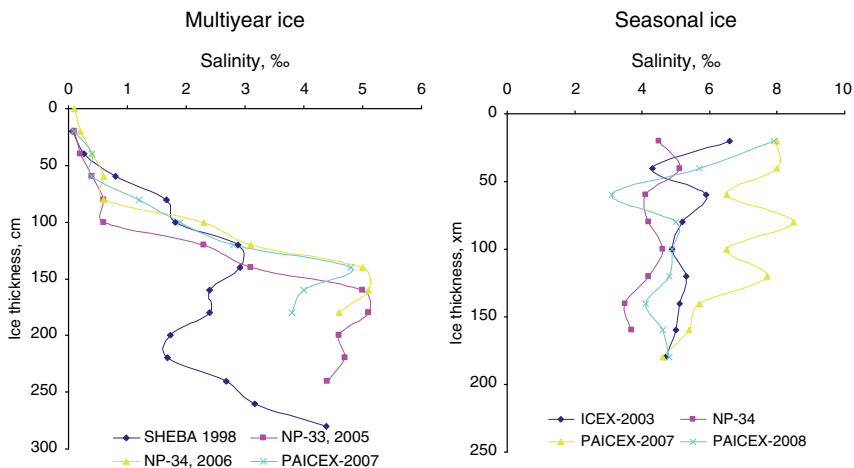 Multiyear ice
Salinity, ‰
0 1 2 3 4 5 6
0
50
100
150
200
250
300
Ice thickness, cm
SHEBA 1998 NP-33, 2005
NP-34, 2006 PAICEX-2007
Seasonal ice
Salinity, ‰
0 2 4 6 8 10
0
50
100
150
200
250
Ice thickness, xm
ICEX-2003 NP-34
PAICEX-2007 PAICEX-2008